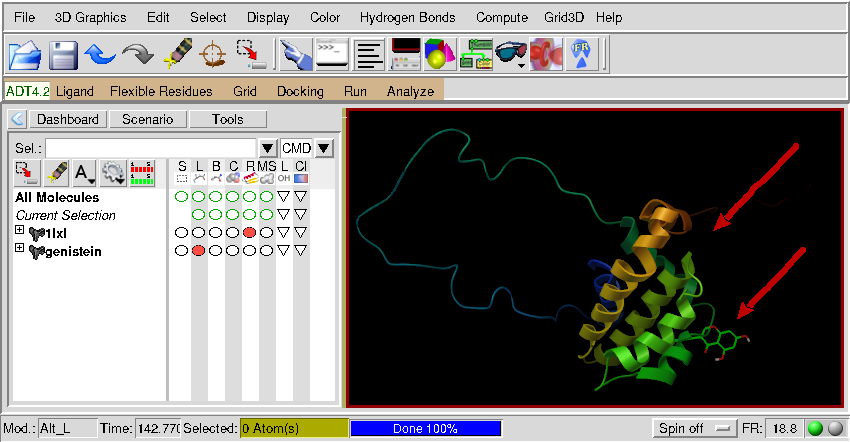 File 3D Graphics Edit Select Display Color Hydrogen Bonds Compute Grid3D Help
>>>_ FR
ADT4.2 Ligand Flexible Residues Grid Docking Run Analyze
Dashboard Scenario Tools
Sel.: CMD
A S L B C R MS L Cl
OH
All Molecules
Current Selection
1lxl
genistein
Mod.: Alt_L Time: 142.770 Selected: 0 Atom(s) Done 100% Spin off FR: 18.8